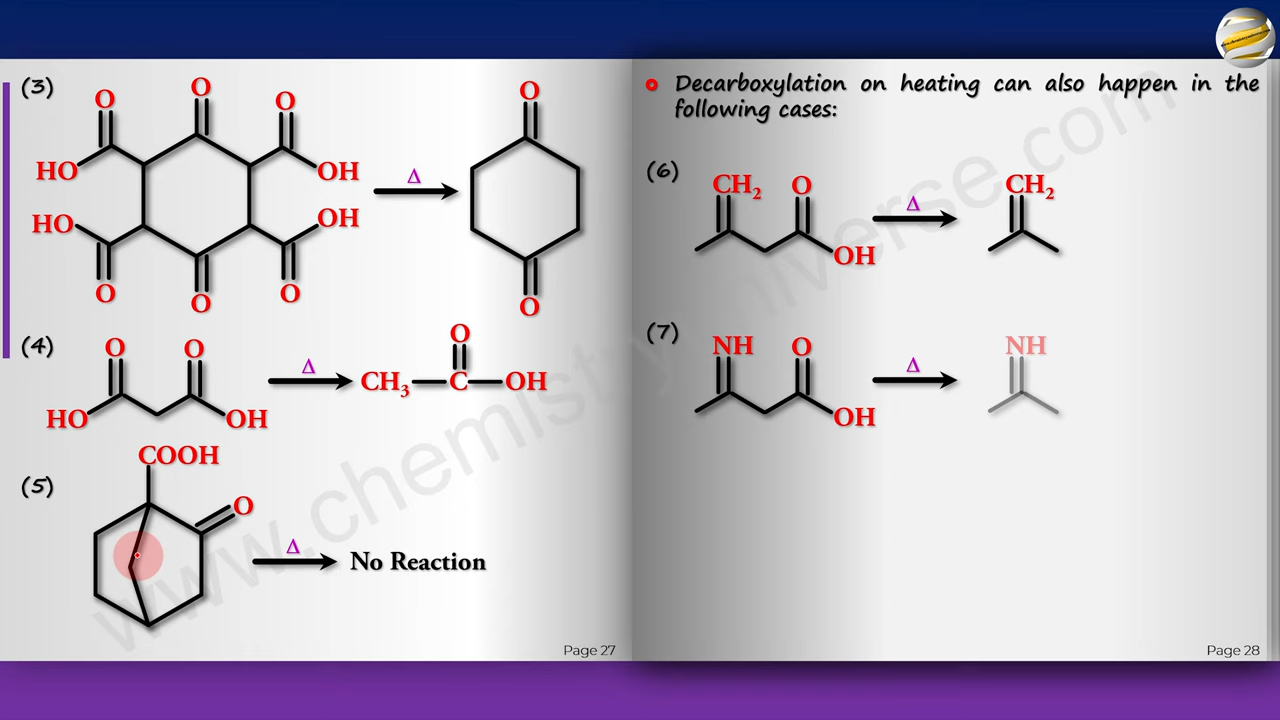 (3)
O
O
O
HO
OH
HO
OH
O
O
O
Δ
O
O
(4)
O
O
HO
OH
Δ
O
CH₃—C—OH
(5)
COOH
O
Δ
No Reaction
Page 27
• Decarboxylation on heating can also happen in the
following cases:
(6)
CH₂
O
OH
Δ
CH₂
(7)
NH
O
OH
Δ
NH
Page 28
www.chemistryuniverse.com